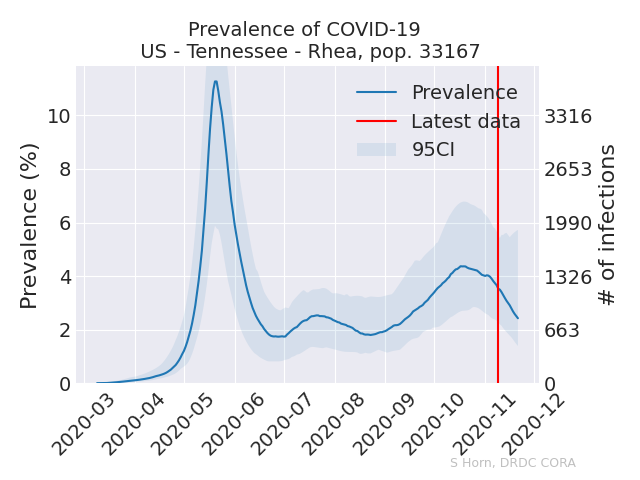 Prevalence of COVID-19
US - Tennessee - Rhea, pop. 33167
Prevalence (%)
10
8
6
4
2
0
Prevalence
Latest data
95CI
3316
2653
1990
1326
663
0
# of infections
2020-03
2020-04
2020-05
2020-06
2020-07
2020-08
2020-09
2020-10
2020-11
2020-12
S Horn, DRDC CORA